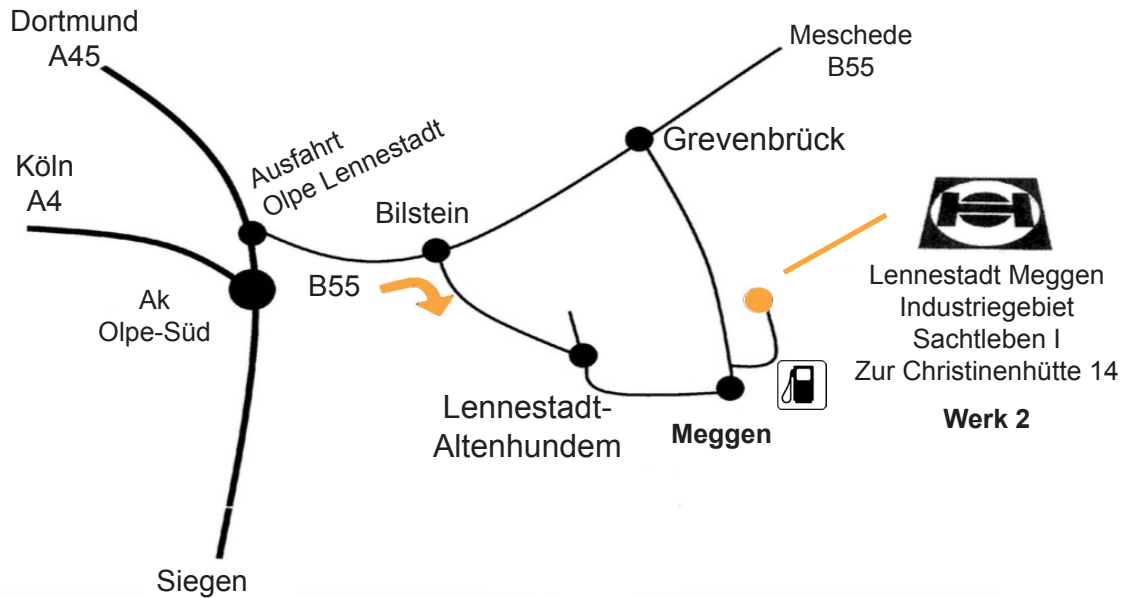 Dortmund
A45
Meschede
B55
Grevenbrück
Ausfahrt
Olpe Lennestadt
Köln
A4
Bilstein
B55
Ak
Olpe-Süd
Lennestadt Meggen
Industriegebiet
Sachtleben I
Zur Christinenhütte 14
Werk 2
Lennestadt-
Altenhundem
Meggen
Siegen